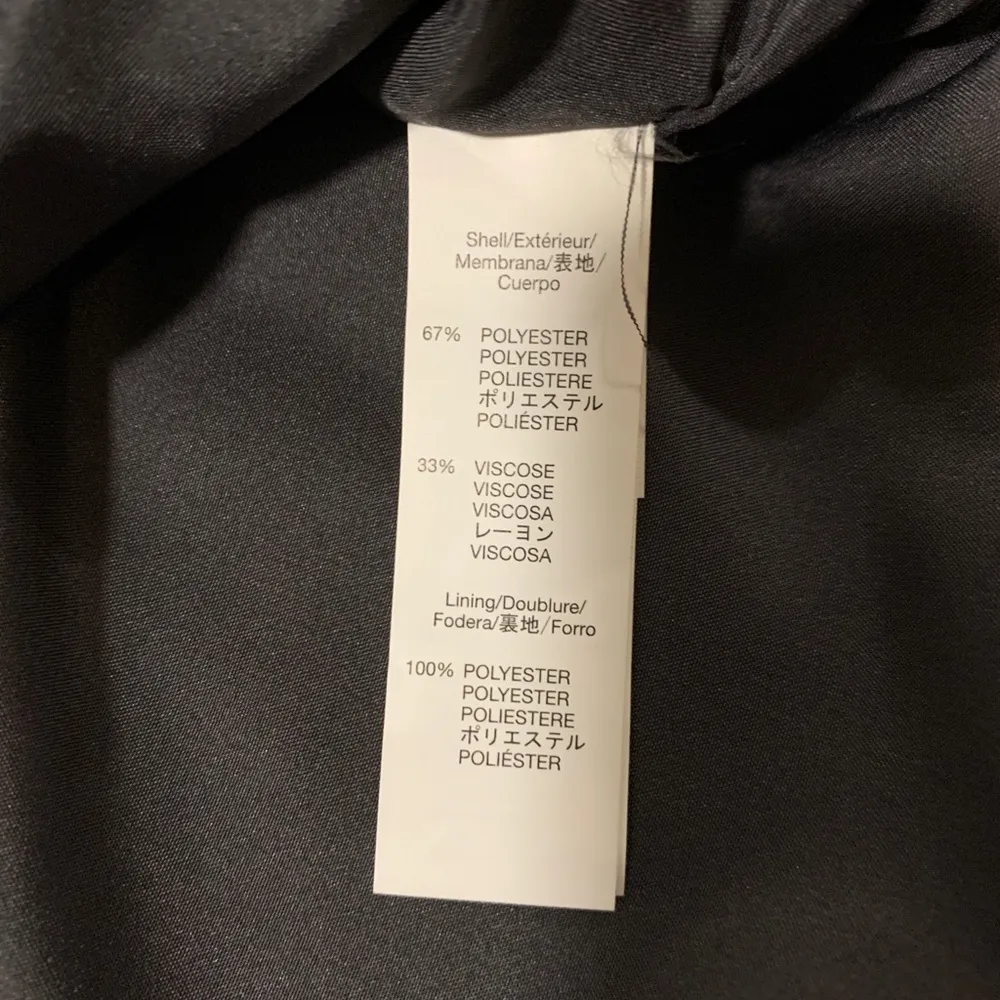 Shell/Extérieur/
Membrana/表地/
Cuerpo
67% POLYESTER
POLYESTER
POLIESTERE
ポリエステル
POLIÉSTER
33% VISCOSE
VISCOSE
VISCOSA
レーヨン
VISCOSA
Lining/Doublure/
Fodera/裏地/Forro
100% POLYESTER
POLYESTER
POLIESTERE
ポリエステル
POLIÉSTER